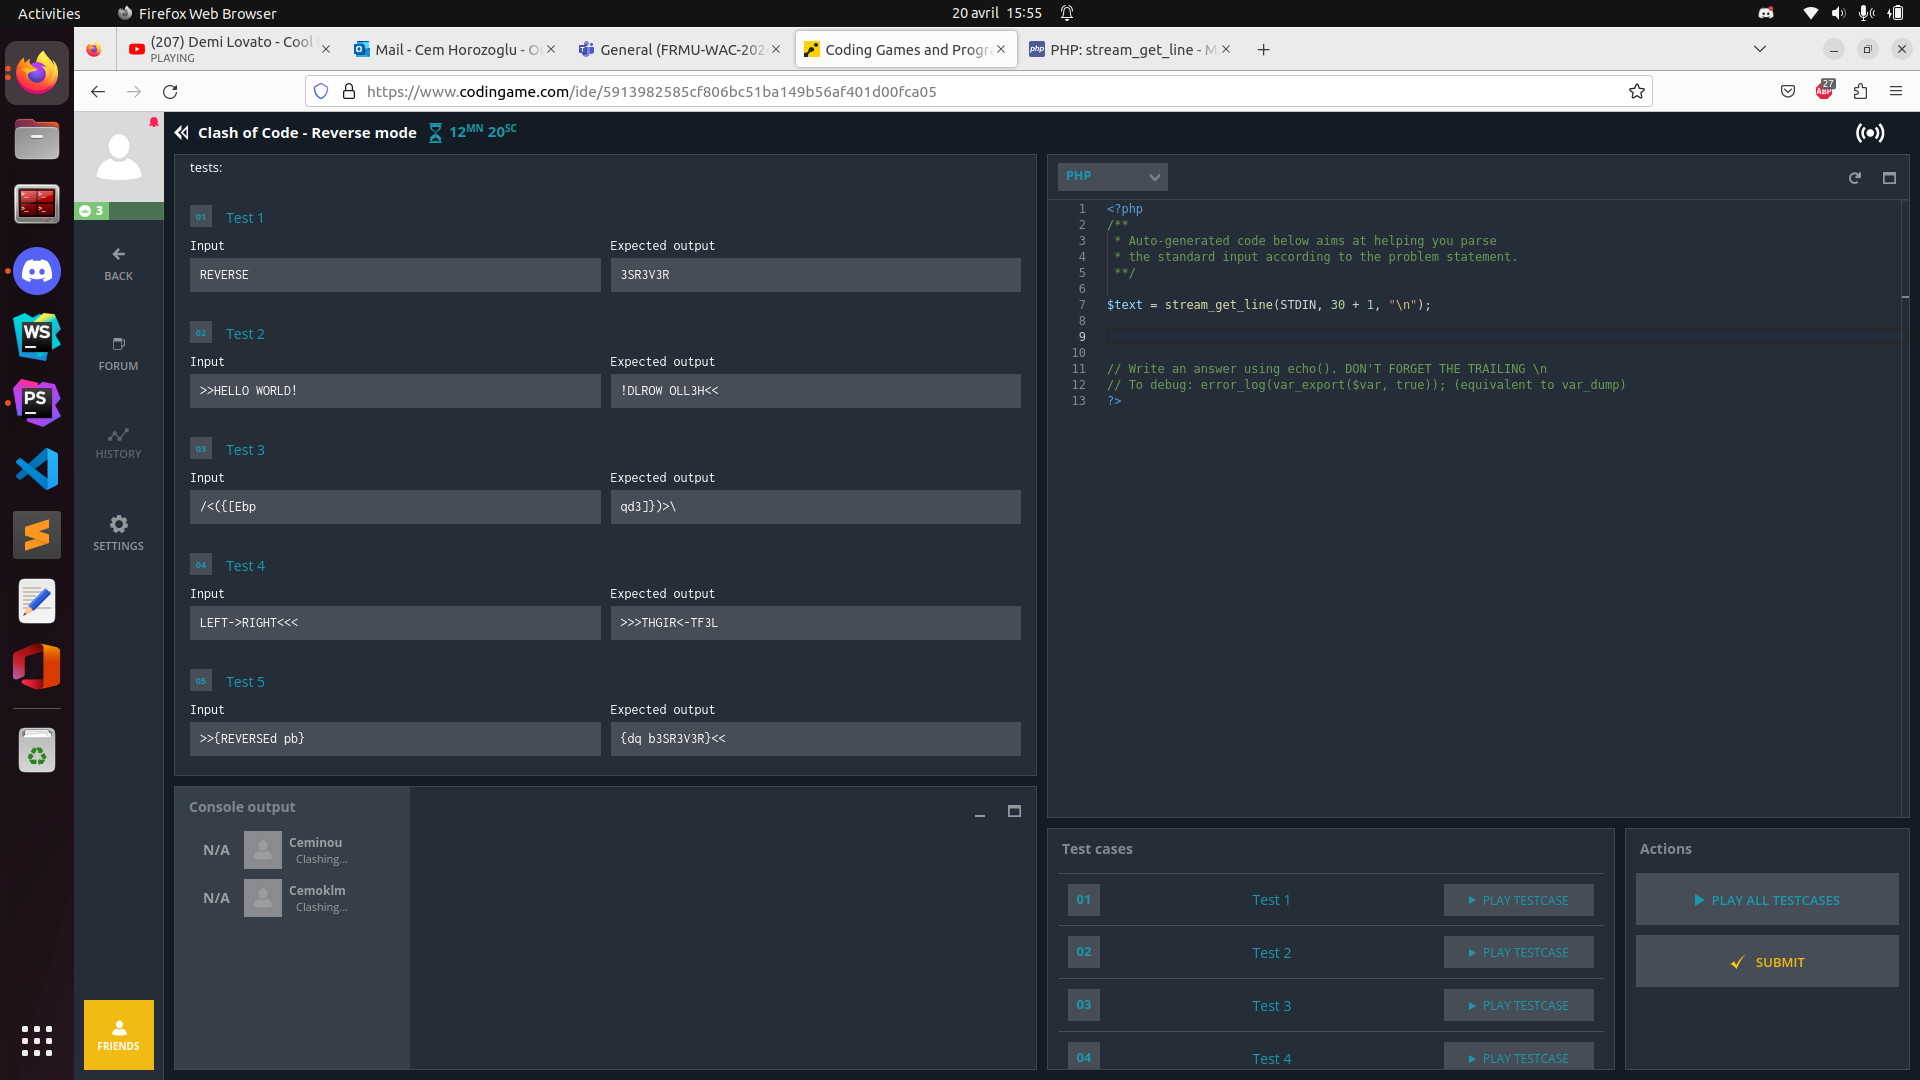 Activities
Firefox Web Browser
20 avril 15:55
(207) Demi Lovato - Cool
PLAYING
Mail - Cem Horozoglu - O
General (FRMU-WAC-202
Coding Games and Progra
php
PHP: stream_get_line - M
https://www.codingame.com/ide/5913982585cf806bc51ba149b56af401d00fca05
27
ABP
Clash of Code - Reverse mode
12MN 20SC
3
BACK
FORUM
HISTORY
SETTINGS
FRIENDS
WS
PS
tests:
01 Test 1
Input Expected output
REVERSE 3SR3V3R
02 Test 2
Input Expected output
>>HELLO WORLD! !DLROW OLL3H<<
03 Test 3
Input Expected output
/<({[Ebp qd3]})>\
04 Test 4
Input Expected output
LEFT->RIGHT<<< >>>THGIR<-TF3L
05 Test 5
Input Expected output
>>{REVERSEd pb} {dq b3SR3V3R}<<
Console output
N/A Ceminou
Clashing...
N/A Cemoklm
Clashing...
PHP
1 <?php
2 /**
3 * Auto-generated code below aims at helping you parse
4 * the standard input according to the problem statement.
5 **/
6
7 $text = stream_get_line(STDIN, 30 + 1, "\n");
8
9
10
11 // Write an answer using echo(). DON'T FORGET THE TRAILING \n
12 // To debug: error_log(var_export($var, true)); (equivalent to var_dump)
13 ?>
Test cases
01 Test 1 PLAY TESTCASE
02 Test 2 PLAY TESTCASE
03 Test 3 PLAY TESTCASE
04 Test 4 PLAY TESTCASE
Actions
PLAY ALL TESTCASES
SUBMIT